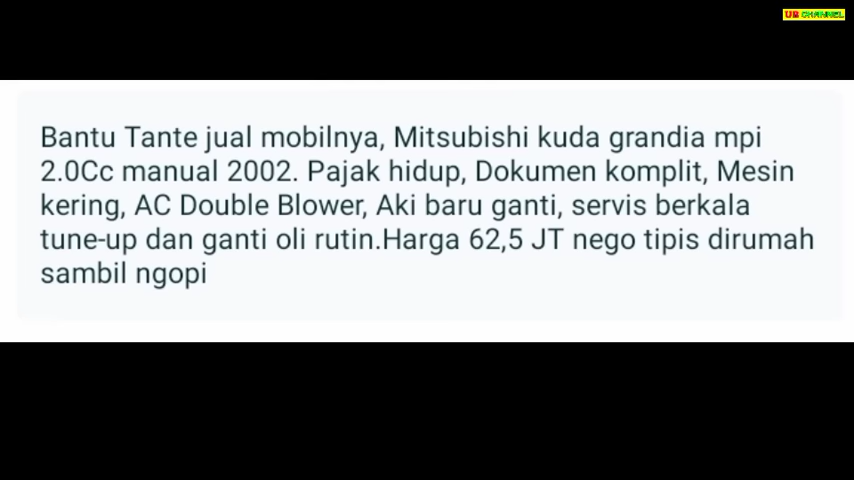 UB CHANNEL
Bantu Tante jual mobilnya, Mitsubishi kuda grandia mpi
2.0Cc manual 2002. Pajak hidup, Dokumen komplit, Mesin
kering, AC Double Blower, Aki baru ganti, servis berkala
tune-up dan ganti oli rutin.Harga 62,5 JT nego tipis dirumah
sambil ngopi